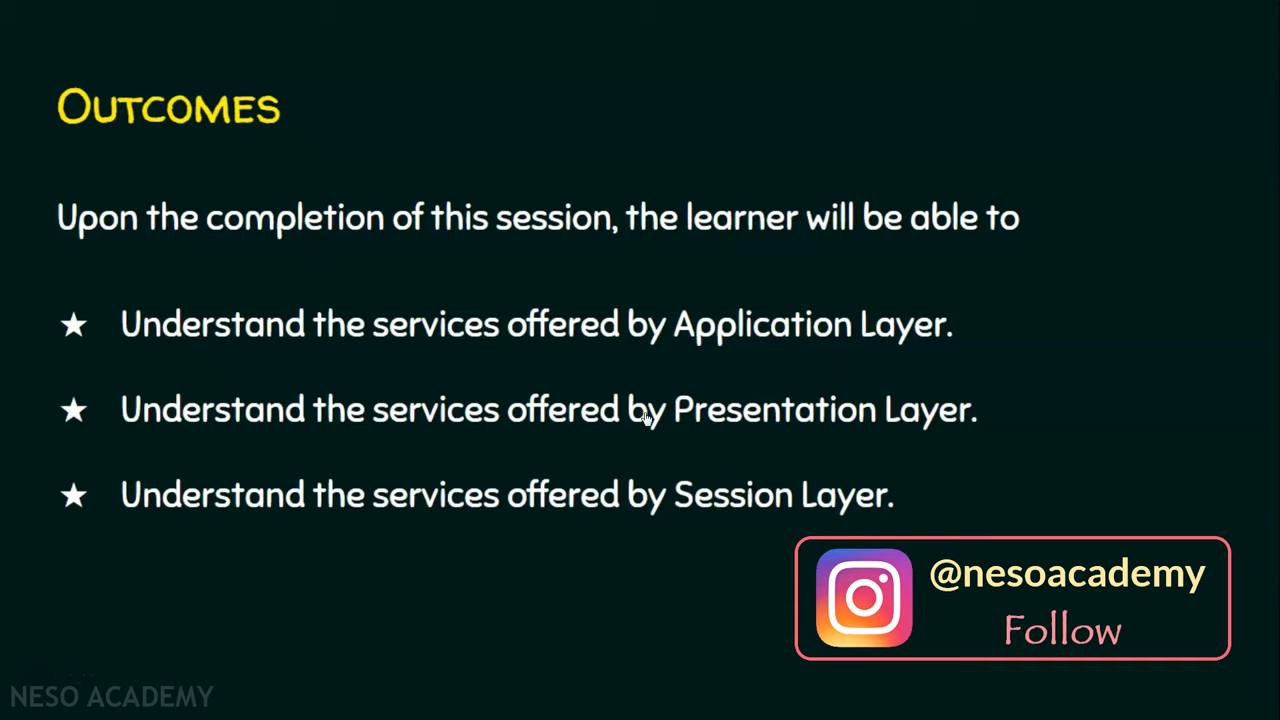 OUTCOMES
Upon the completion of this session, the learner will be able to
★ Understand the services offered by Application Layer.
★ Understand the services offered by Presentation Layer.
★ Understand the services offered by Session Layer.
@nesoacademy
Follow
NESO ACADEMY